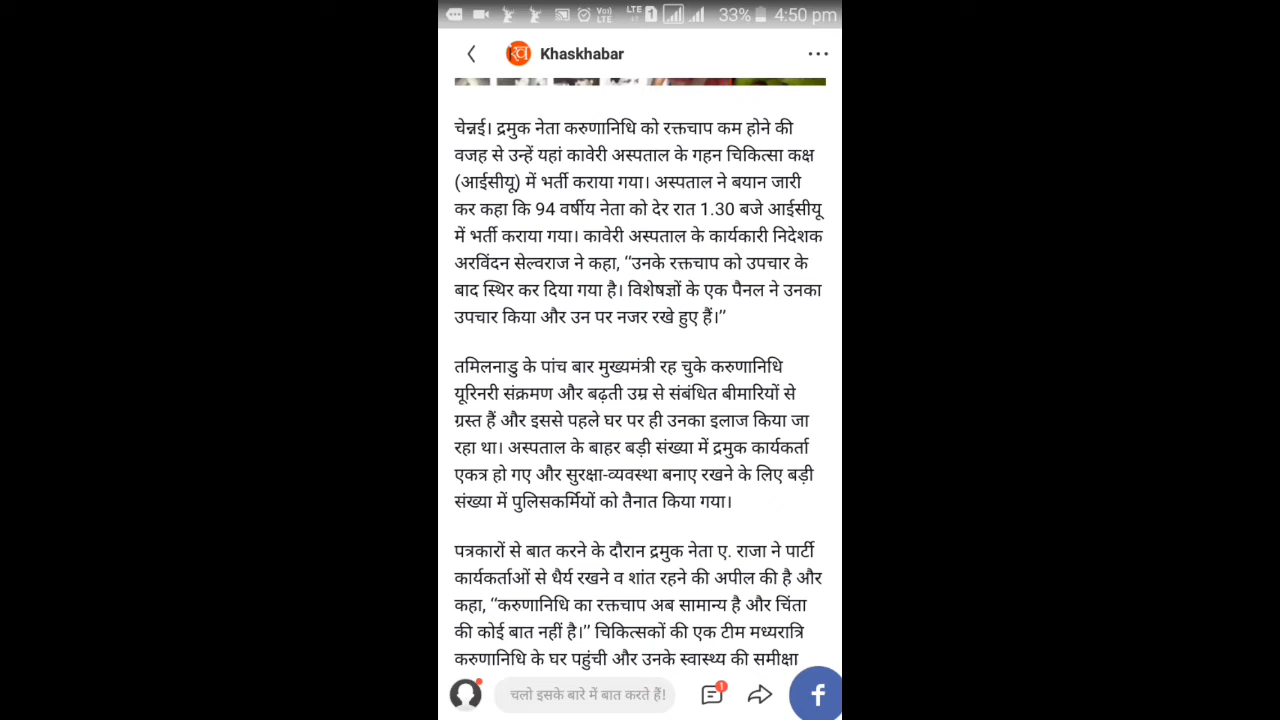 Vo) LTE LTE 1 33% 4:50 pm
ख Khaskhabar
चेन्नई। द्रमुक नेता करुणानिधि को रक्तचाप कम होने की
वजह से उन्हें यहां कावेरी अस्पताल के गहन चिकित्सा कक्ष
(आईसीयू) में भर्ती कराया गया। अस्पताल ने बयान जारी
कर कहा कि 94 वर्षीय नेता को देर रात 1.30 बजे आईसीयू
में भर्ती कराया गया। कावेरी अस्पताल के कार्यकारी निदेशक
अरविंदन सेल्वराज ने कहा, ‘‘उनके रक्तचाप को उपचार के
बाद स्थिर कर दिया गया है। विशेषज्ञों के एक पैनल ने उनका
उपचार किया और उन पर नजर रखे हुए हैं।’’
तमिलनाडु के पांच बार मुख्यमंत्री रह चुके करुणानिधि
यूरिनरी संक्रमण और बढ़ती उम्र से संबंधित बीमारियों से
ग्रस्त हैं और इससे पहले घर पर ही उनका इलाज किया जा
रहा था। अस्पताल के बाहर बड़ी संख्या में द्रमुक कार्यकर्ता
एकत्र हो गए और सुरक्षा-व्यवस्था बनाए रखने के लिए बड़ी
संख्या में पुलिसकर्मियों को तैनात किया गया।
पत्रकारों से बात करने के दौरान द्रमुक नेता ए. राजा ने पार्टी
कार्यकर्ताओं से धैर्य रखने व शांत रहने की अपील की है और
कहा, ‘‘करुणानिधि का रक्तचाप अब सामान्य है और चिंता
की कोई बात नहीं है।’’ चिकित्सकों की एक टीम मध्यरात्रि
करुणानिधि के घर पहुंची और उनके स्वास्थ्य की समीक्षा
चलो इसके बारे में बात करते हैं! 1 f